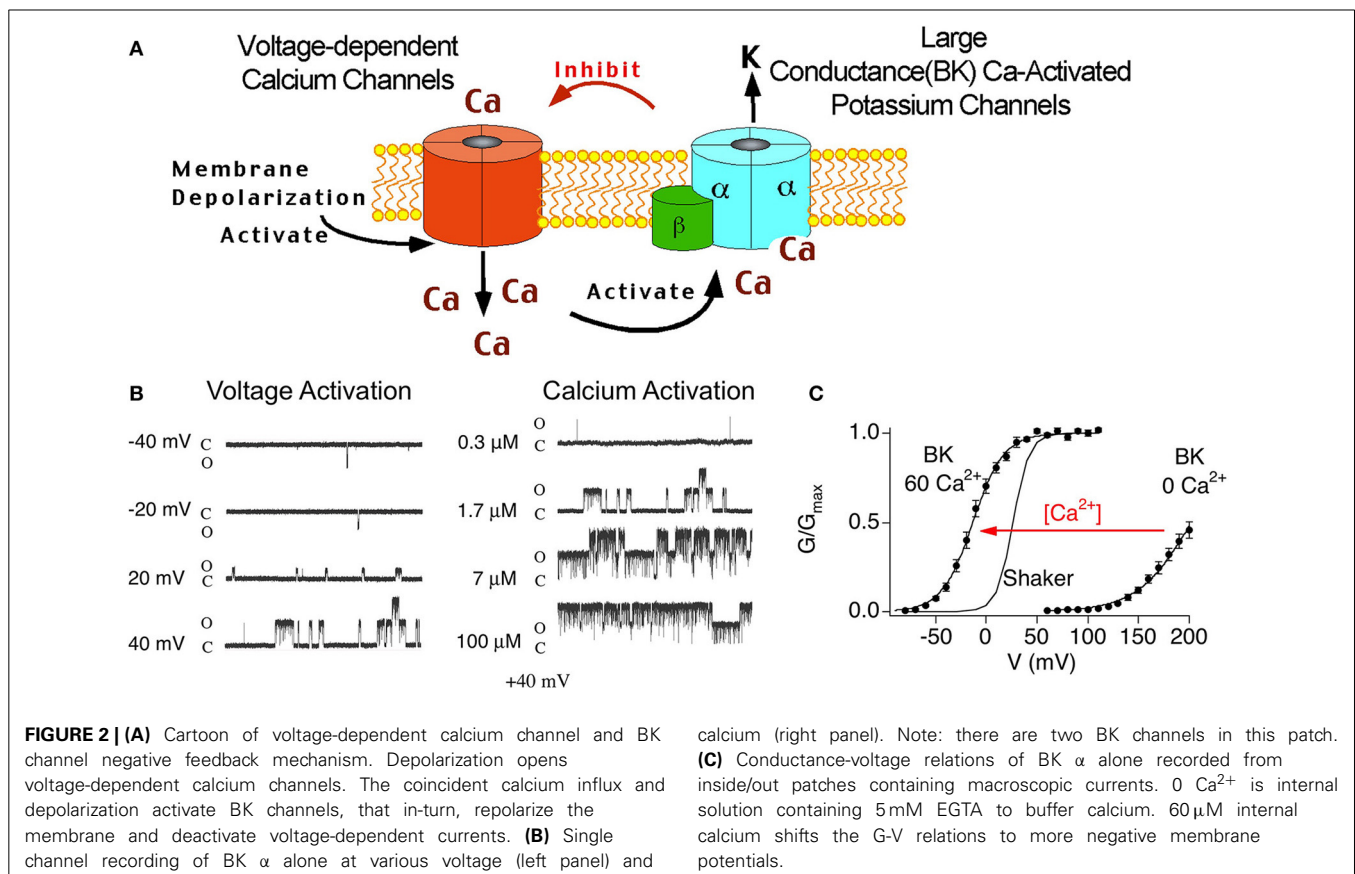 A
Voltage-dependent
Calcium Channels
Large
Conductance(BK) Ca-Activated
Potassium Channels
Inhibit
K
Ca
Membrane
Depolarization
Activate
α
α
β
Ca
Ca
Ca
Ca
Activate
Ca
Ca
B
Voltage Activation
-40 mV
C
O
-20 mV
C
O
20 mV
O
C
40 mV
O
C
Calcium Activation
0.3 µM
O
C
1.7 µM
O
C
7 µM
O
C
100 µM
O
C
+40 mV
C
G/Gmax
1.0
0.5
0.0
BK
60 Ca2+
BK
0 Ca2+
[Ca2+]
Shaker
-50
0
50
100
150
200
V (mV)
FIGURE 2 | (A) Cartoon of voltage-dependent calcium channel and BK
channel negative feedback mechanism. Depolarization opens
voltage-dependent calcium channels. The coincident calcium influx and
depolarization activate BK channels, that in-turn, repolarize the
membrane and deactivate voltage-dependent currents. (B) Single
channel recording of BK α alone at various voltage (left panel) and
calcium (right panel). Note: there are two BK channels in this patch.
(C) Conductance-voltage relations of BK α alone recorded from
inside/out patches containing macroscopic currents. 0 Ca2+ is internal
solution containing 5 mM EGTA to buffer calcium. 60 µM internal
calcium shifts the G-V relations to more negative membrane
potentials.